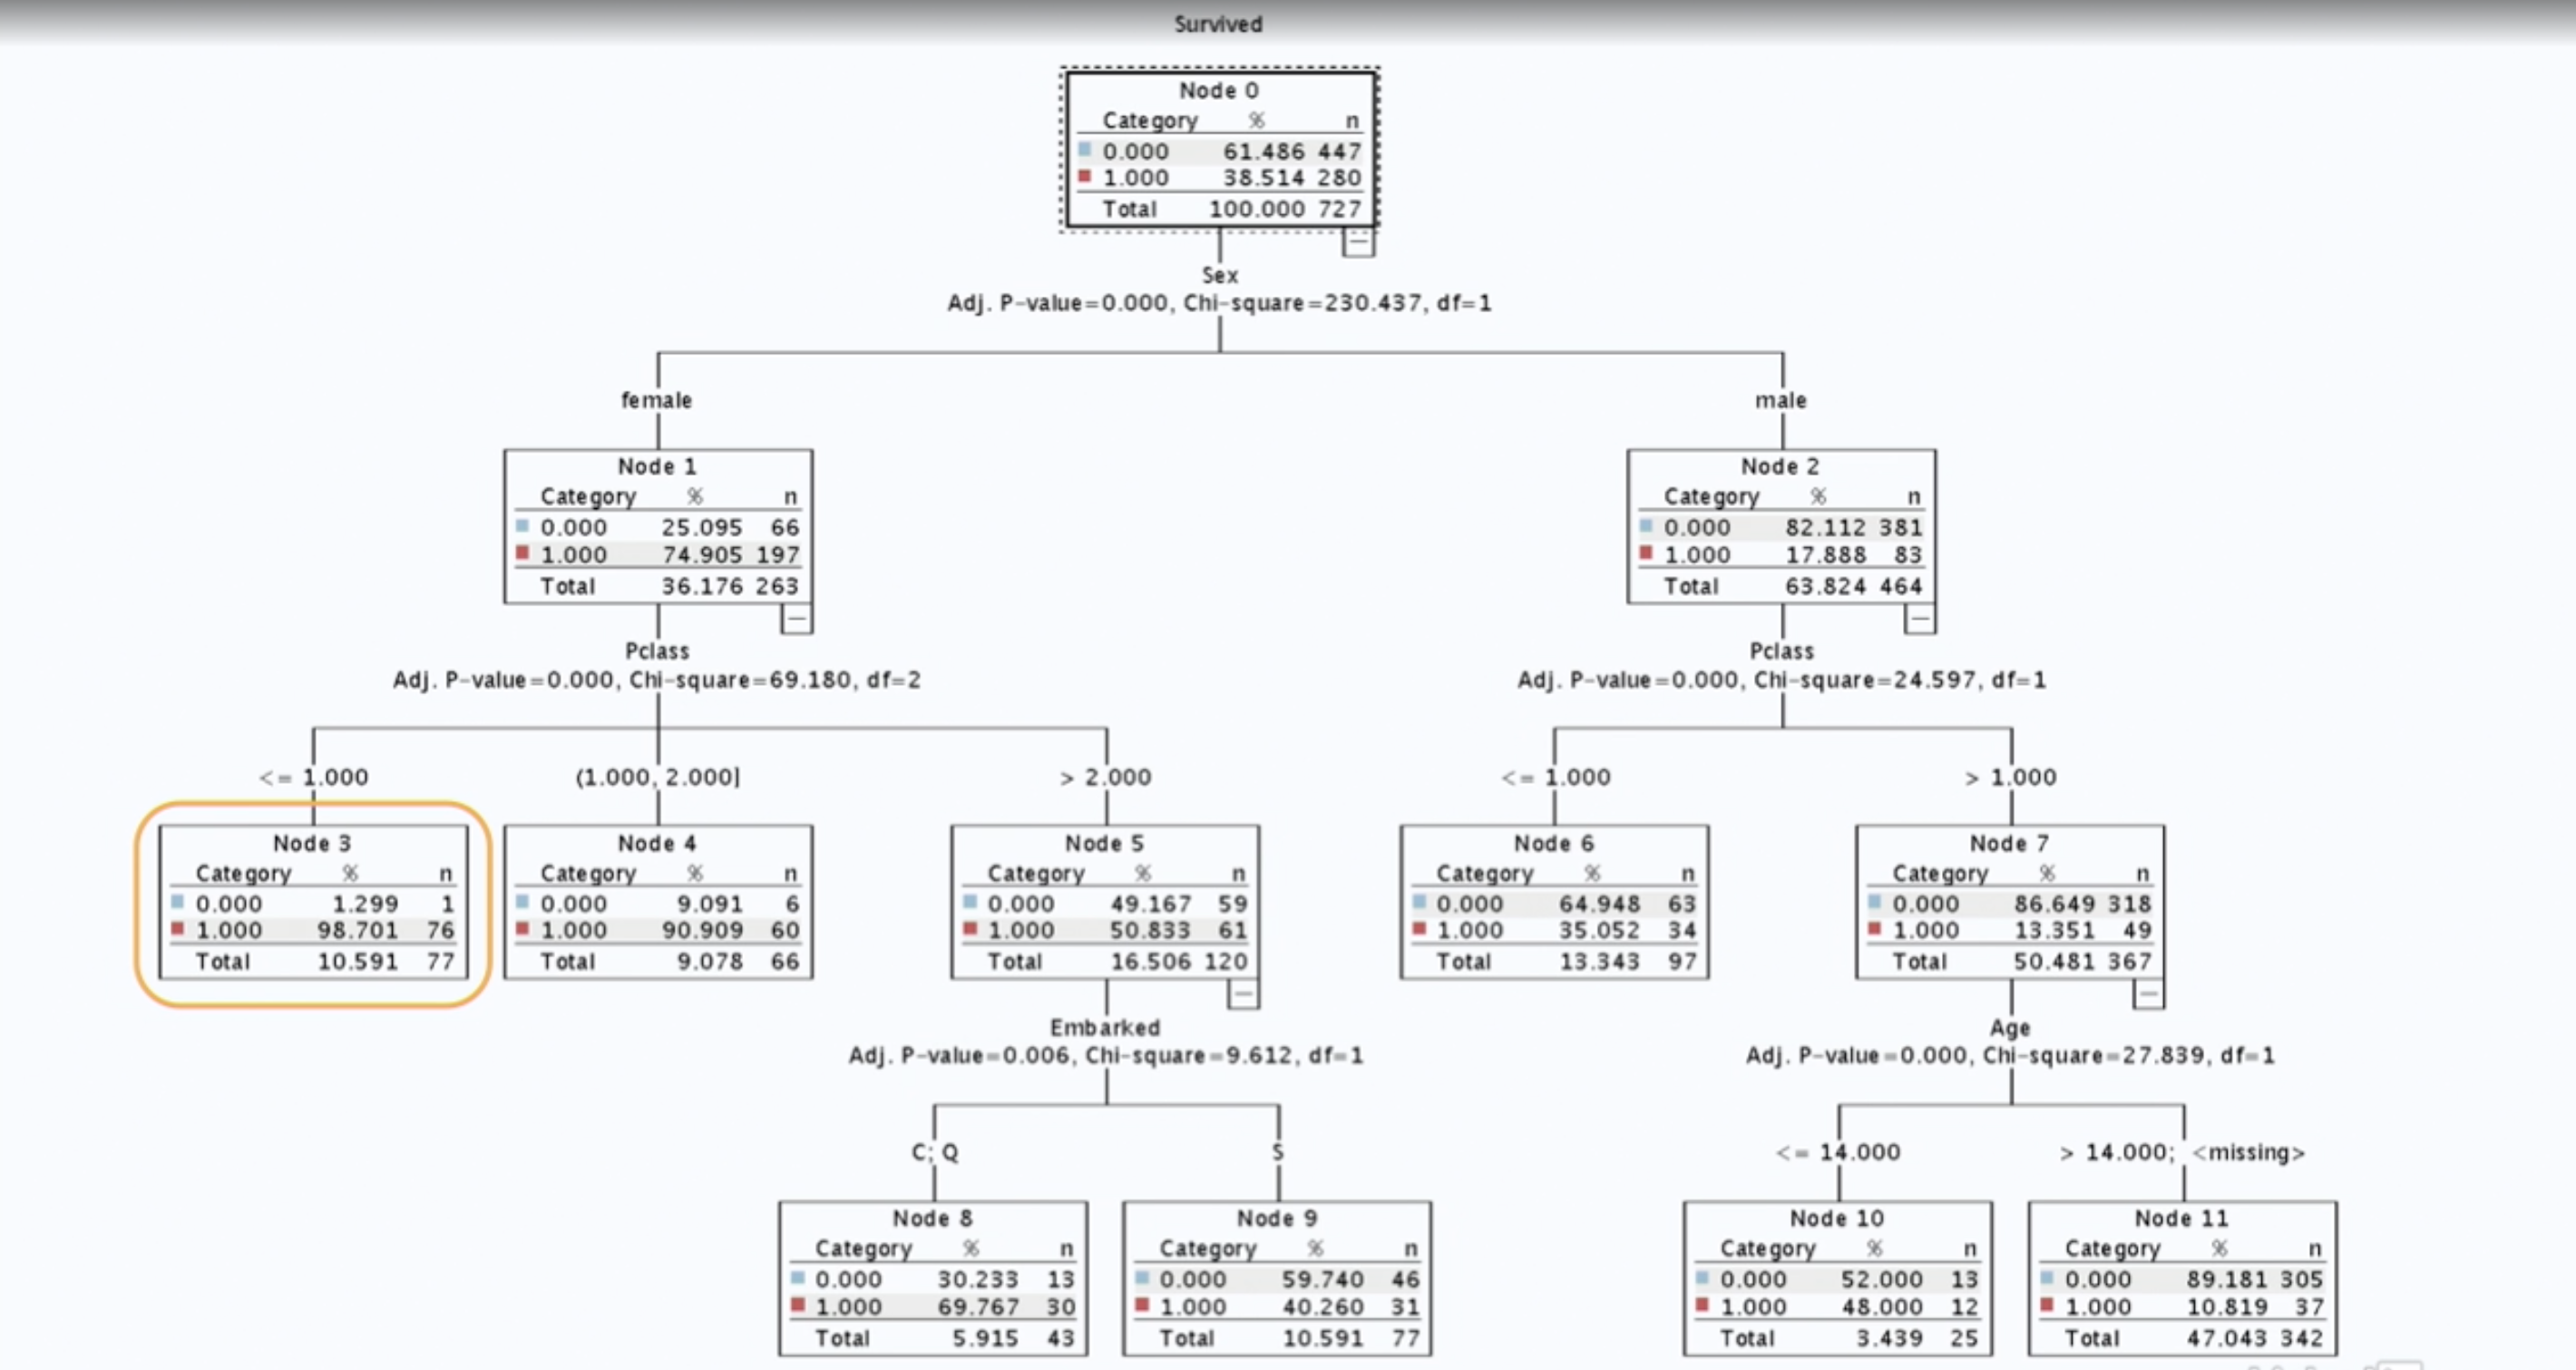 Survived
Node 0
Category % n
0.000 61.486 447
1.000 38.514 280
Total 100.000 727
Sex
Adj. P-value=0.000, Chi-square=230.437, df=1
female
male
Node 1
Category % n
0.000 25.095 66
1.000 74.905 197
Total 36.176 263
Node 2
Category % n
0.000 82.112 381
1.000 17.888 83
Total 63.824 464
Pclass
Adj. P-value=0.000, Chi-square=69.180, df=2
Pclass
Adj. P-value=0.000, Chi-square=24.597, df=1
<= 1.000
(1.000, 2.000]
> 2.000
<= 1.000
> 1.000
Node 3
Category % n
0.000 1.299 1
1.000 98.701 76
Total 10.591 77
Node 4
Category % n
0.000 9.091 6
1.000 90.909 60
Total 9.078 66
Node 5
Category % n
0.000 49.167 59
1.000 50.833 61
Total 16.506 120
Node 6
Category % n
0.000 64.948 63
1.000 35.052 34
Total 13.343 97
Node 7
Category % n
0.000 86.649 318
1.000 13.351 49
Total 50.481 367
Embarked
Adj. P-value=0.006, Chi-square=9.612, df=1
Age
Adj. P-value=0.000, Chi-square=27.839, df=1
C; Q
S
<= 14.000
> 14.000; <missing>
Node 8
Category % n
0.000 30.233 13
1.000 69.767 30
Total 5.915 43
Node 9
Category % n
0.000 59.740 46
1.000 40.260 31
Total 10.591 77
Node 10
Category % n
0.000 52.000 13
1.000 48.000 12
Total 3.439 25
Node 11
Category % n
0.000 89.181 305
1.000 10.819 37
Total 47.043 342